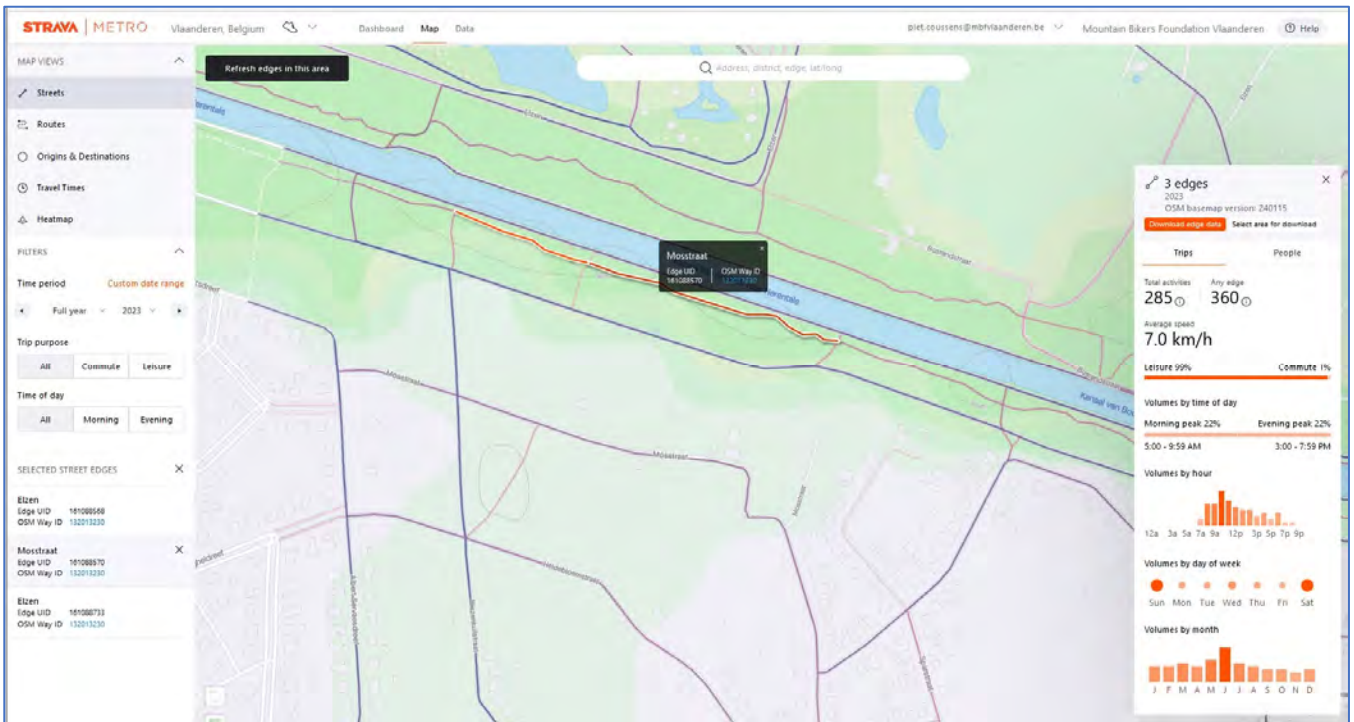 STRAVA | METRO
Vlaanderen, Belgium
Dashboard
Map
Data
piet.coussens@mbfvlaanderen.be
Mountain Bikers Foundation Vlaanderen
Help
MAP VIEWS
Streets
Routes
Origins & Destinations
Travel Times
Heatmap
FILTERS
Time period
Custom date range
Full year
2023
Trip purpose
All
Commute
Leisure
Time of day
All
Morning
Evening
SELECTED STREET EDGES
Elzen
Edge UID 161088568
OSM Way ID 132013230
Mosstraat
Edge UID 161088570
OSM Way ID 132013230
Elzen
Edge UID 161088733
OSM Way ID 132013230
Refresh edges in this area
Address, district, edge, lat/long
Mosstraat
Edge UID
161088570
OSM Way ID
132013230
Mosstraat
Mosstraat
Mosstraat
3 edges
2023
OSM basemap version: 240115
Download edge data
Select area for download
Trips
People
Total activities
285
Any edge
360
Average speed
7.0 km/h
Leisure 99%
Commute 1%
Volumes by time of day
Morning peak 22%
Evening peak 22%
5:00 - 9:59 AM
3:00 - 7:59 PM
Volumes by hour
12a 3a 5a 7a 9a 12p 3p 5p 7p 9p
Volumes by day of week
Sun Mon Tue Wed Thu Fri Sat
Volumes by month
J F M A M J J A S O N D